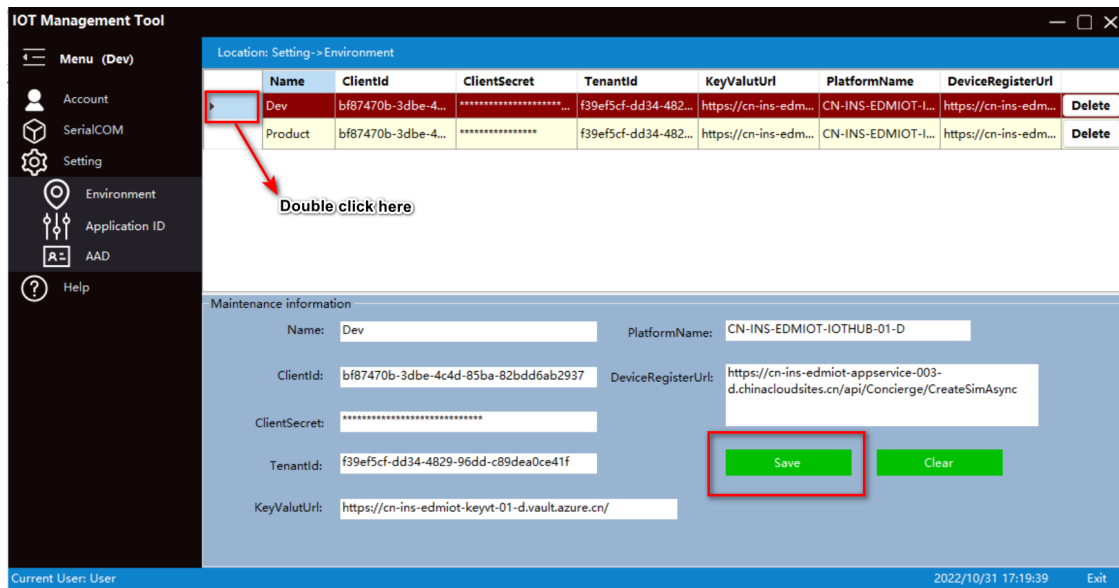 IOT Management Tool
Menu (Dev)
Location: Setting->Environment
Account
SerialCOM
Setting
Environment
Application ID
AAD
Help
Name ClientId ClientSecret TenantId KeyValutUrl PlatformName DeviceRegisterUrl
Dev bf87470b-3dbe-4... *********************... f39ef5cf-dd34-482... https://cn-ins-edm... CN-INS-EDMIOT-I... https://cn-ins-edm... Delete
Product bf87470b-3dbe-4... **************** f39ef5cf-dd34-482... https://cn-ins-edm... CN-INS-EDMIOT-I... https://cn-ins-edm... Delete
Double click here
Maintenance information
Name: Dev PlatformName: CN-INS-EDMIOT-IOTHUB-01-D
ClientId: bf87470b-3dbe-4c4d-85ba-82bdd6ab2937 DeviceRegisterUrl: https://cn-ins-edmiot-appservice-003-
d.chinacloudsites.cn/api/Concierge/CreateSimAsync
ClientSecret: *****************************
TenantId: f39ef5cf-dd34-4829-96dd-c89dea0ce41f Save Clear
KeyValutUrl: https://cn-ins-edmiot-keyvt-01-d.vault.azure.cn/
Current User: User 2022/10/31 17:19:39 Exit